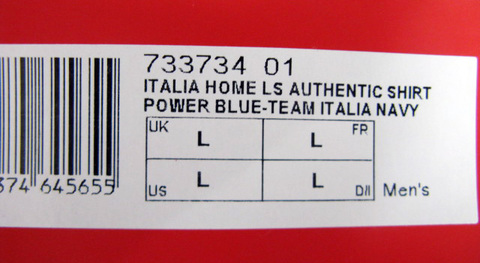 733734 01
ITALIA HOME LS AUTHENTIC SHIRT
POWER BLUE-TEAM ITALIA NAVY
UK L L FR
US L L D/I Men's
374 645655